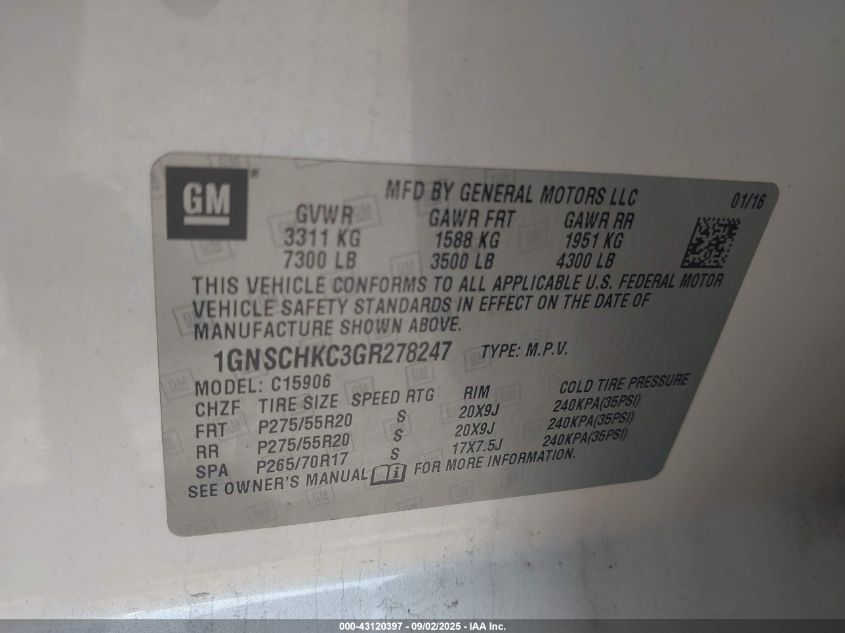 GM
MFD BY GENERAL MOTORS LLC 01/16
GVWR GAWR FRT GAWR RR
3311 KG 1588 KG 1951 KG
7300 LB 3500 LB 4300 LB
THIS VEHICLE CONFORMS TO ALL APPLICABLE U.S. FEDERAL MOTOR
VEHICLE SAFETY STANDARDS IN EFFECT ON THE DATE OF
MANUFACTURE SHOWN ABOVE.
1GNSCHKC3GR278247 TYPE: M.P.V.
MODEL: C15906
CHZF TIRE SIZE SPEED RTG RIM COLD TIRE PRESSURE
FRT P275/55R20 S 20X9J 240KPA(35PSI)
RR P275/55R20 S 20X9J 240KPA(35PSI)
SPA P265/70R17 S 17X7.5J 240KPA(35PSI)
SEE OWNER'S MANUAL FOR MORE INFORMATION.
000-43120397 - 09/02/2025 - IAA Inc.